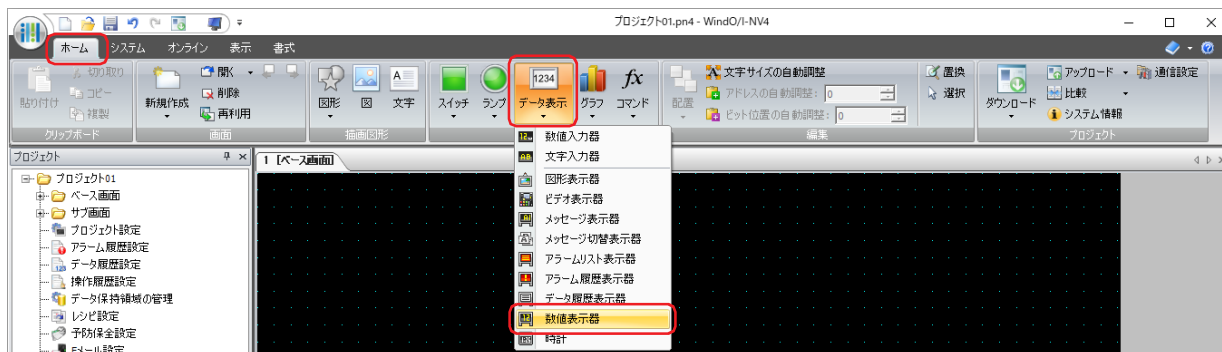 プロジェクト01.pn4 - WindO/I-NV4
ホーム システム オンライン 表示 書式
貼り付け
切り取り
コピー
複製
クリップボード
新規作成
開く
削除
再利用
画面
図形 図 文字
描画図形
スイッチ ランプ データ表示 グラフ コマンド
1234
fx
配置
文字サイズの自動調整
アドレスの自動調整: 0
ビット位置の自動調整: 0
置換
選択
編集
ダウンロード
アップロード
比較
システム情報
通信設定
プロジェクト
プロジェクト
1 [ベース画面]
プロジェクト01
ベース画面
サブ画面
プロジェクト設定
アラーム履歴設定
データ履歴設定
操作履歴設定
データ保持領域の管理
レシピ設定
予防保全設定
Eメール設定
数値入力器
文字入力器
図形表示器
ビデオ表示器
メッセージ表示器
メッセージ切替表示器
アラームリスト表示器
アラーム履歴表示器
データ履歴表示器
数値表示器
時計